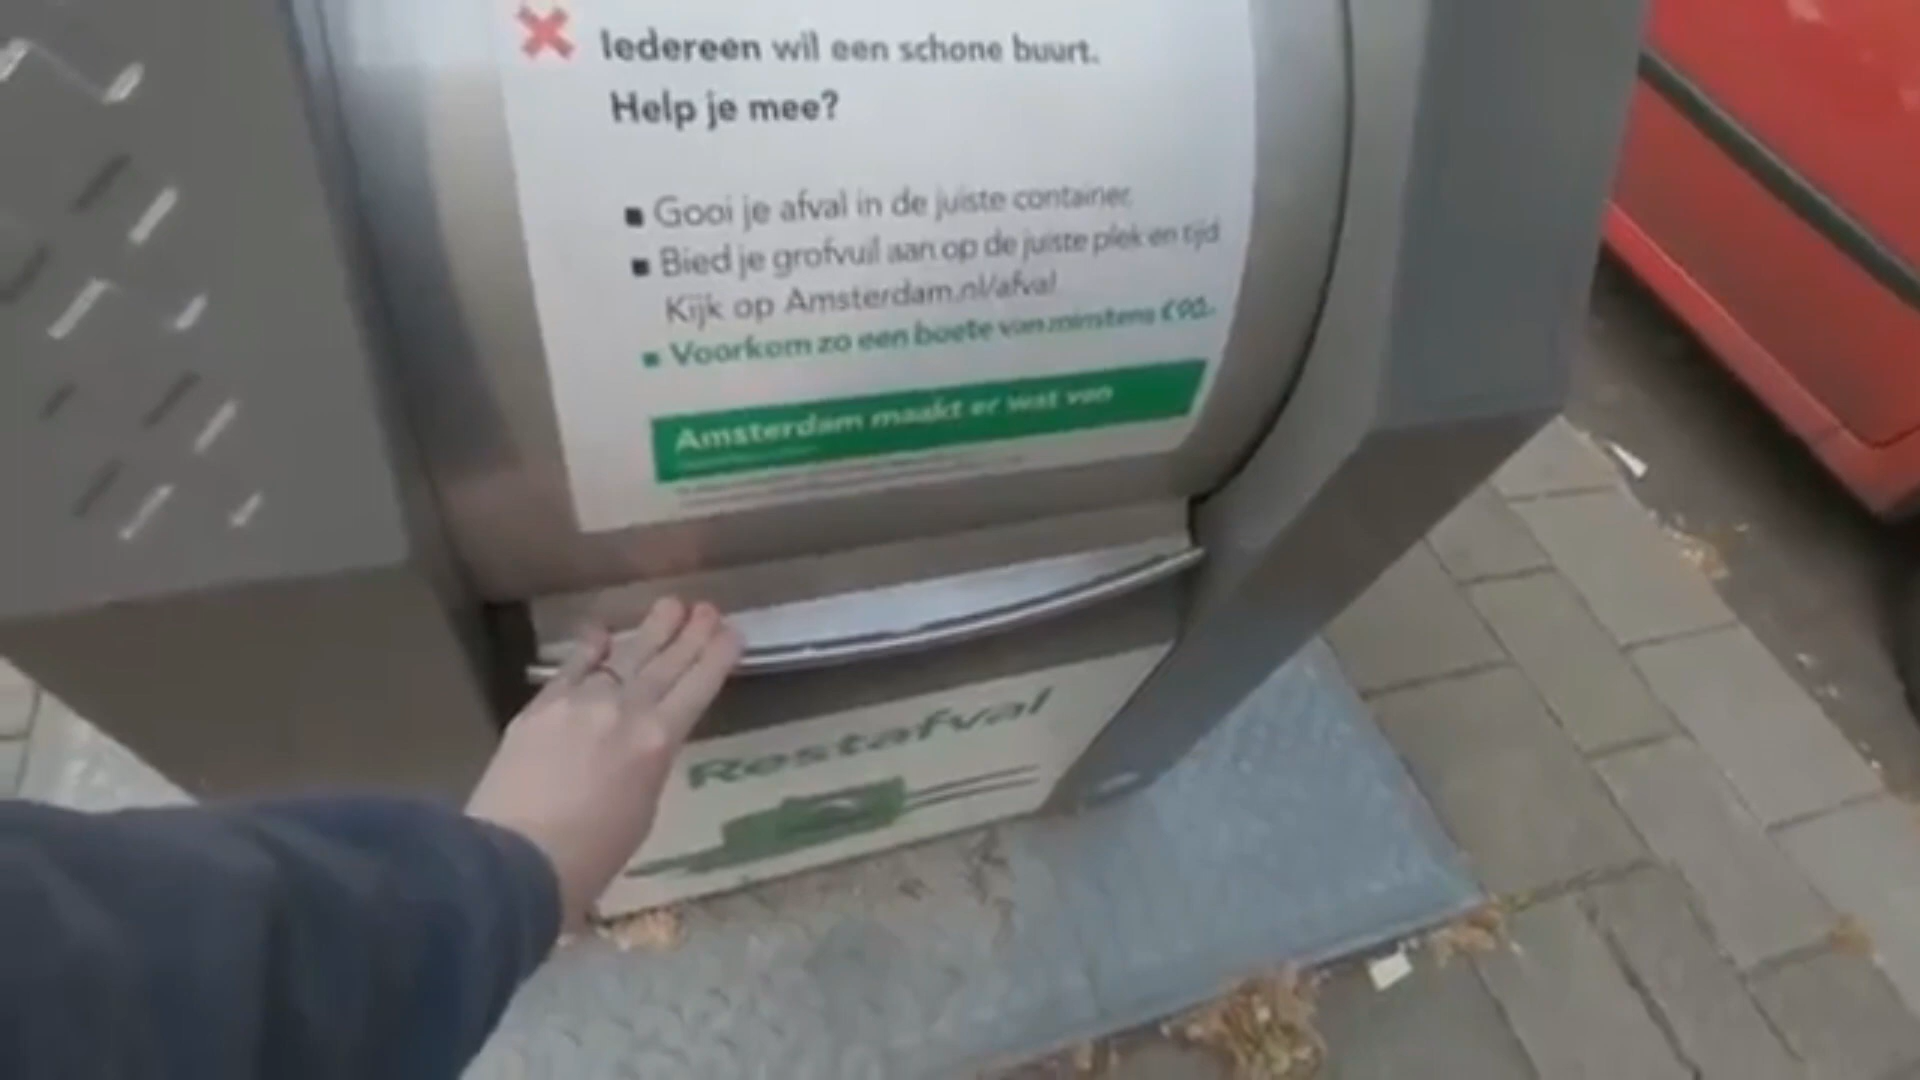 Iedereen wil een schone buurt.
Help je mee?
■ Gooi je afval in de juiste container.
■ Bied je grofvuil aan op de juiste plek en tijd
Kijk op Amsterdam.nl/afval
■ Voorkom zo een boete van minstens €90.-
Amsterdam maakt er wat van
Restafval